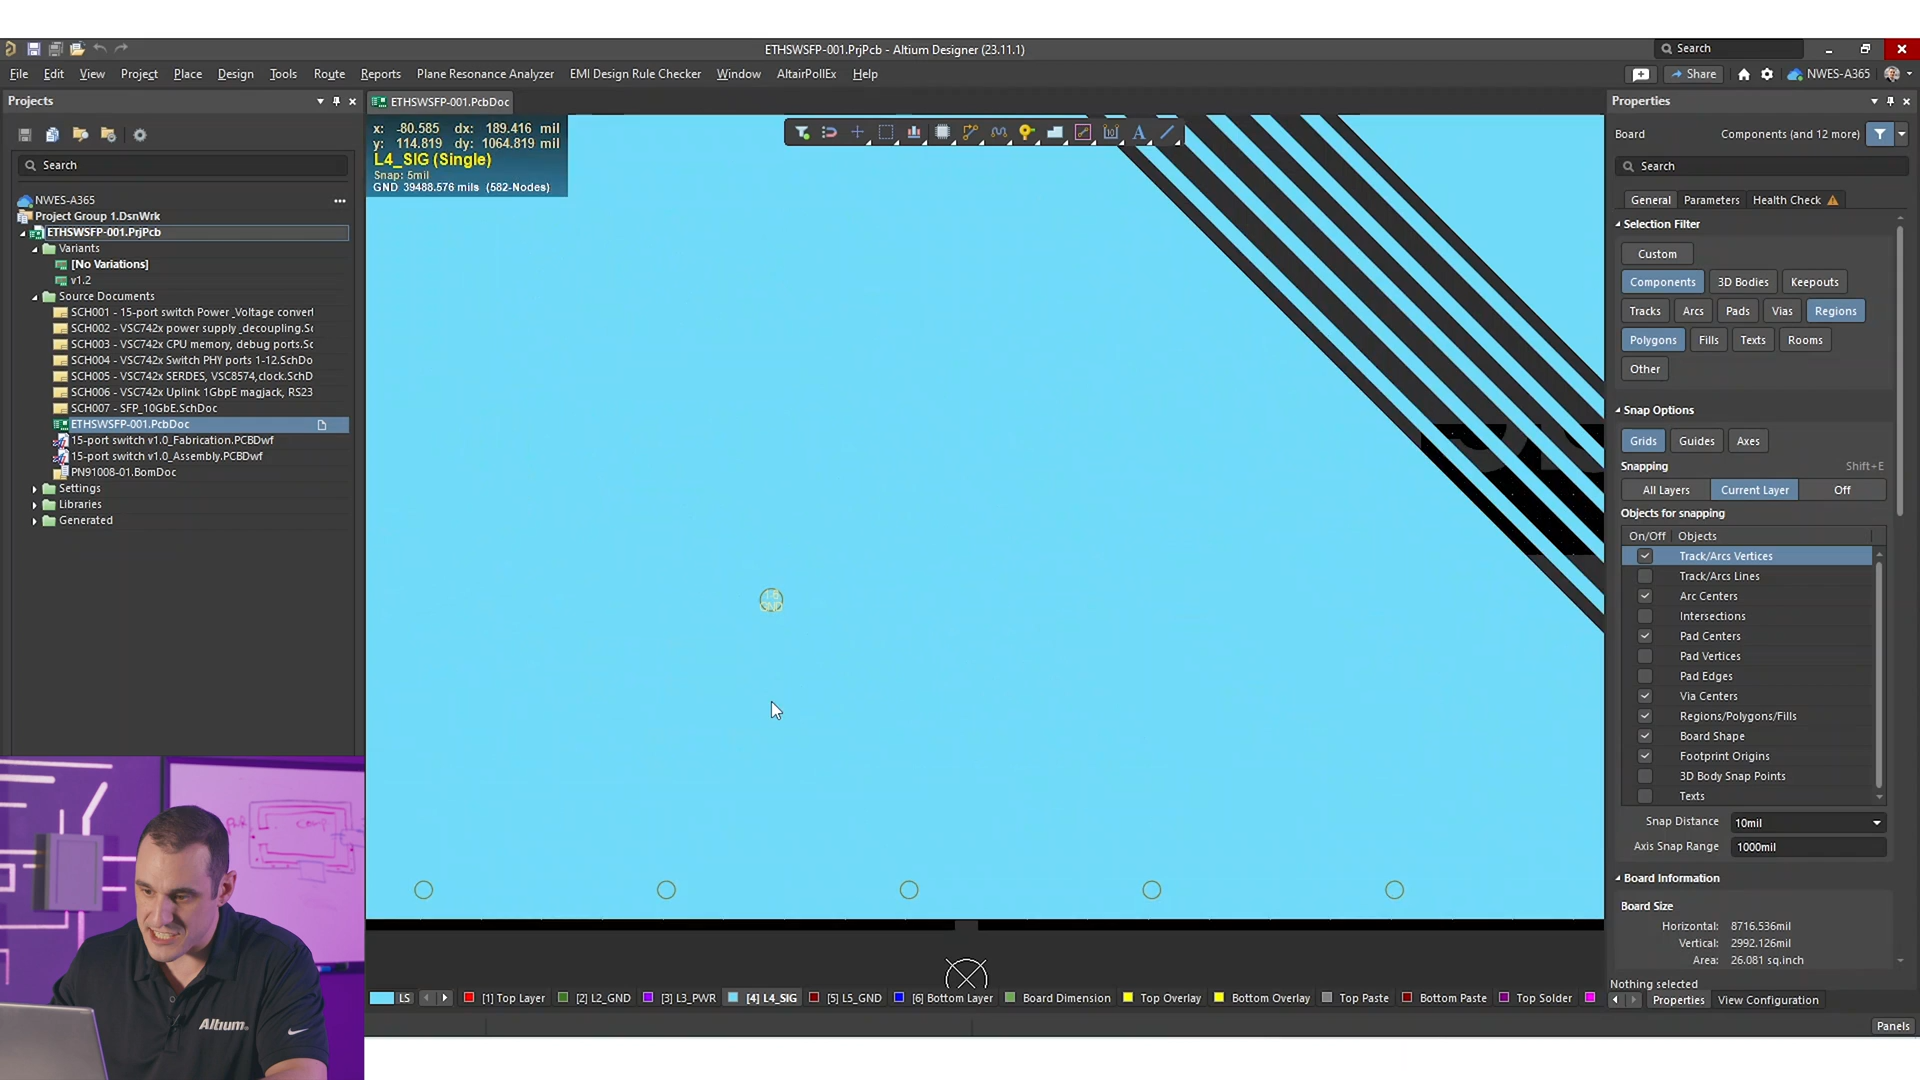 ETHSWSFP-001.PrjPcb - Altium Designer (23.11.1)
Search
File Edit View Project Place Design Tools Route Reports Plane Resonance Analyzer EMI Design Rule Checker Window AltairPollEx Help
Share
NWES-A365
Projects
Search
NWES-A365
Project Group 1.DsnWrk
ETHSWSFP-001.PrjPcb
Variants
[No Variations]
v1.2
Source Documents
SCH001 - 15-port switch Power _Voltage convert
SCH002 - VSC742x power supply _decoupling.Sc
SCH003 - VSC742x CPU memory, debug ports.Sc
SCH004 - VSC742x Switch PHY ports 1-12.SchDo
SCH005 - VSC742x SERDES, VSC8574,clock.SchD
SCH006 - VSC742x Uplink 1GbpE magjack, RS23
SCH007 - SFP_10GbE.SchDoc
ETHSWSFP-001.PcbDoc
15-port switch v1.0_Fabrication.PCBDwf
15-port switch v1.0_Assembly.PCBDwf
PN91008-01.BomDoc
Settings
Libraries
Generated
ETHSWSFP-001.PcbDoc
x: -80.585 dx: 189.416 mil
y: 114.819 dy: 1064.819 mil
L4_SIG (Single)
Snap: 5mil
GND 39488.576 mils (582-Nodes)
1:6
GND
LS
[1] Top Layer
[2] L2_GND
[3] L3_PWR
[4] L4_SIG
[5] L5_GND
[6] Bottom Layer
Board Dimension
Top Overlay
Bottom Overlay
Top Paste
Bottom Paste
Top Solder
Properties
Board
Components (and 12 more)
Search
General Parameters Health Check
Selection Filter
Custom
Components 3D Bodies Keepouts
Tracks Arcs Pads Vias Regions
Polygons Fills Texts Rooms
Other
Snap Options
Grids Guides Axes
Snapping Shift+E
All Layers Current Layer Off
Objects for snapping
On/Off Objects
Track/Arcs Vertices
Track/Arcs Lines
Arc Centers
Intersections
Pad Centers
Pad Vertices
Pad Edges
Via Centers
Regions/Polygons/Fills
Board Shape
Footprint Origins
3D Body Snap Points
Texts
Snap Distance 10mil
Axis Snap Range 1000mil
Board Information
Board Size
Horizontal: 8716.536mil
Vertical: 2992.126mil
Area: 26.081 sq.inch
Nothing selected
Properties View Configuration
Panels
Altium